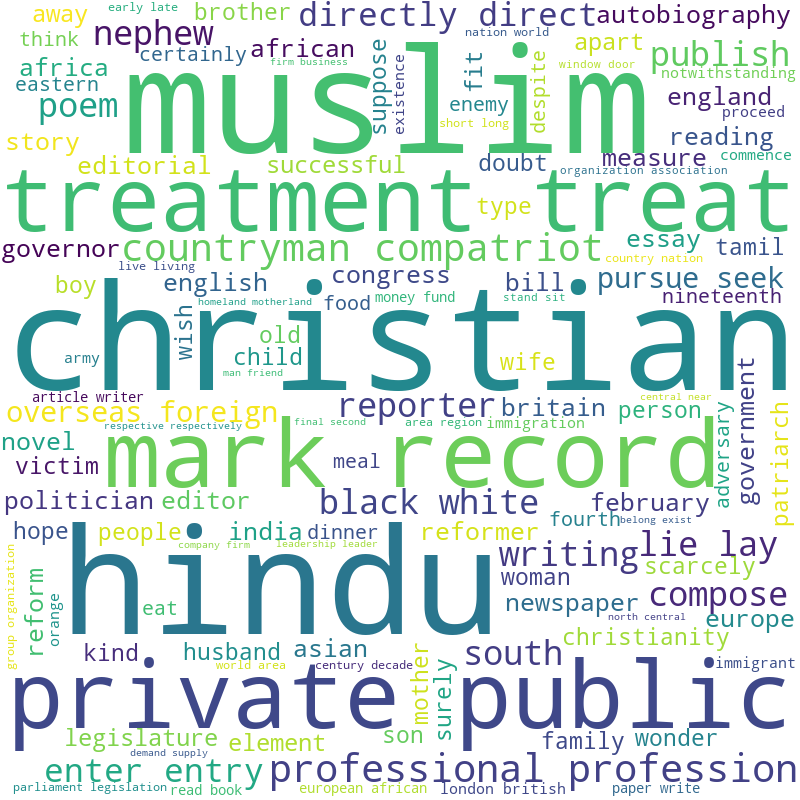 early late
away
brother
directly direct
autobiography
think
nephew
certainly
african
firm business
suppose
existence
nation world
fit
apart
window door
publish
notwithstanding
africa
eastern
muslim
enemy
short long
despite
england
proceed
poem
story
editorial
successful
doubt
measure
reading
commence
organization association
treatment treat
type
governor
countryman compatriot
essay
tamil
country nation
live living
boy
english
congress
bill
pursue seek
nineteenth
homeland motherland
food
money fund
stand sit
christian
wish
old
child
army
man friend
wife
central near
government
article writer
overseas foreign
reporter
britain
person
adversary
patriarch
respective respectively
final second
area region
immigration
novel
mark record
victim
meal
politician
editor
black white
february
fourth
belong exist
hope
people
india
dinner
reformer
company firm
leadership leader
writing
lie lay
group organization
reform
orange
hindu
woman
scarcely
eat
newspaper
compose
north central
europe
kind
husband
asian
christianity
world area
century decade
mother
surely
south
immigrant
private public
legislature
element
son
family
wonder
demand supply
enter entry
professional profession
parliament legislation
read book
european african
london british
paper write